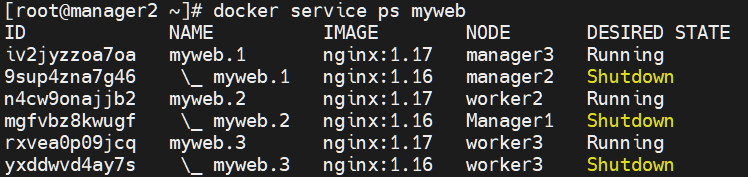 [root@manager2 ~]# docker service ps myweb
ID NAME IMAGE NODE DESIRED STATE
iv2jyzzoa7oa myweb.1 nginx:1.17 manager3 Running
9sup4zna7g46 \_ myweb.1 nginx:1.16 manager2 Shutdown
n4cw9onajjb2 myweb.2 nginx:1.17 worker2 Running
mgfvbz8kwugf \_ myweb.2 nginx:1.16 Manager1 Shutdown
rxvea0p09jcq myweb.3 nginx:1.17 worker3 Running
yxddwvd4ay7s \_ myweb.3 nginx:1.16 worker3 Shutdown